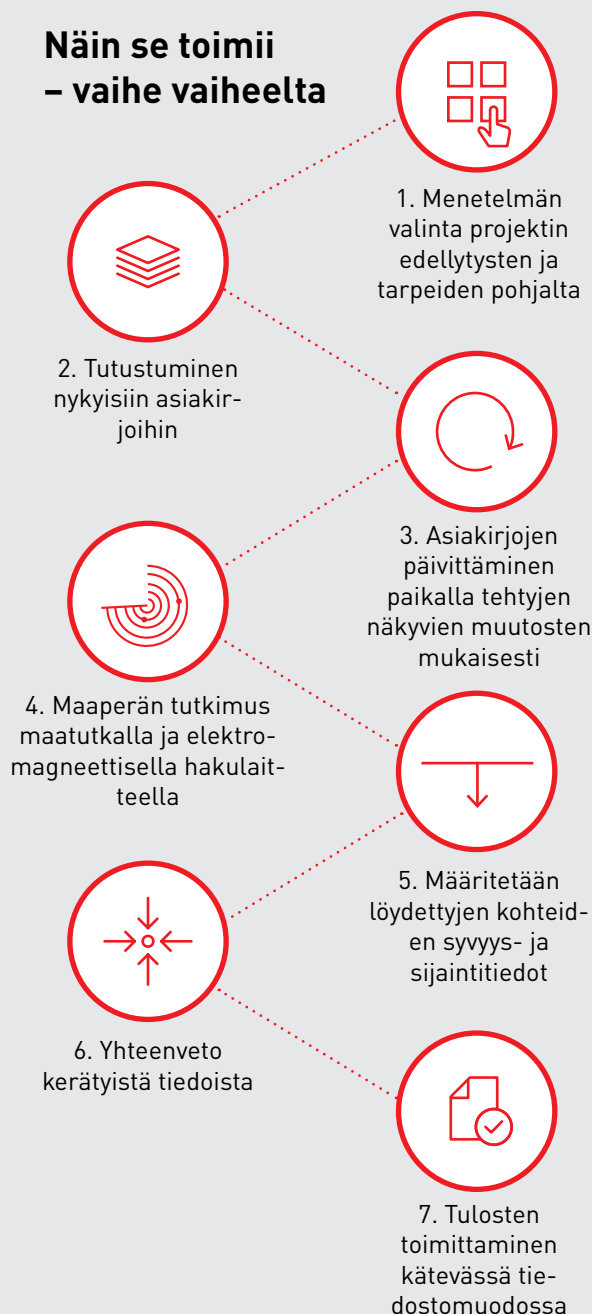 Näin se toimii
– vaihe vaiheelta
1. Menetelmän
valinta projektin
edellytysten ja
tarpeiden pohjalta
2. Tutustuminen
nykyisiin asiakir-
joihin
3. Asiakirjojen
päivittäminen
paikalla tehtyjen
näkyvien muutosten
mukaisesti
4. Maaperän tutkimus
maatutkalla ja elektro-
magneettisella hakulait-
teella
5. Määritetään
löydettyjen kohteid-
en syvyys- ja
sijaintitiedot
6. Yhteenveto
kerätyistä tiedoista
7. Tulosten
toimittaminen
kätevässä tie-
dostomuodossa